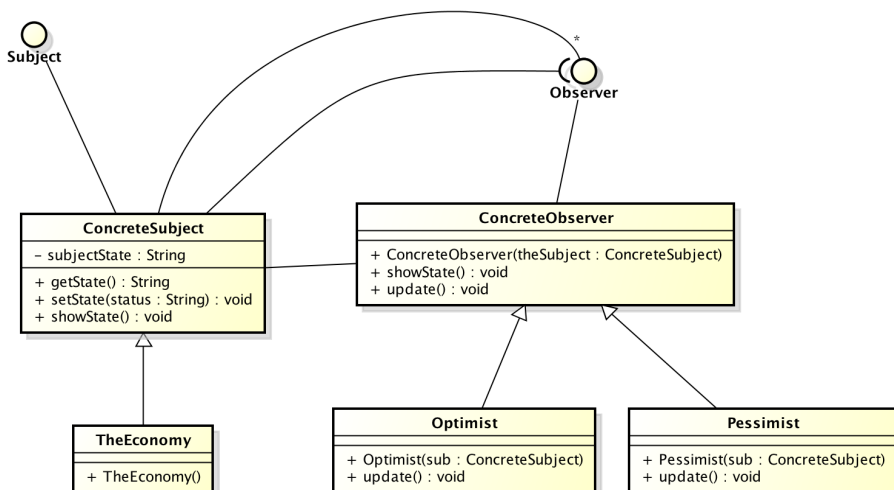 Subject
*
Observer
ConcreteSubject
− subjectState : String
+ getState() : String
+ setState(status : String) : void
+ showState() : void
ConcreteObserver
+ ConcreteObserver(theSubject : ConcreteSubject)
+ showState() : void
+ update() : void
TheEconomy
+ TheEconomy()
Optimist
+ Optimist(sub : ConcreteSubject)
+ update() : void
Pessimist
+ Pessimist(sub : ConcreteSubject)
+ update() : void